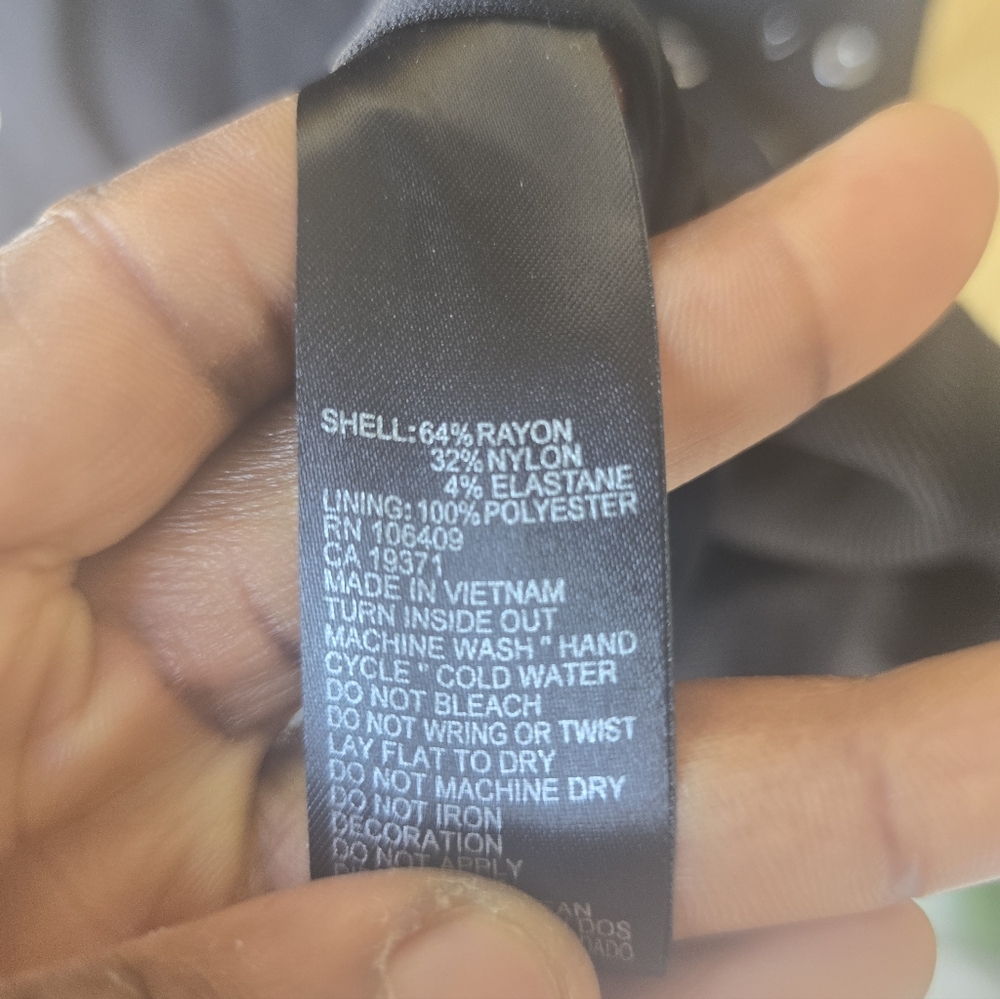 SHELL: 64% RAYON
32% NYLON
4% ELASTANE
LINING: 100% POLYESTER
RN 106409
CA 19371
MADE IN VIETNAM
TURN INSIDE OUT
MACHINE WASH " HAND
CYCLE " COLD WATER
DO NOT BLEACH
DO NOT WRING OR TWIST
LAY FLAT TO DRY
DO NOT MACHINE DRY
DO NOT IRON
DECORATION
DO NOT APPLY